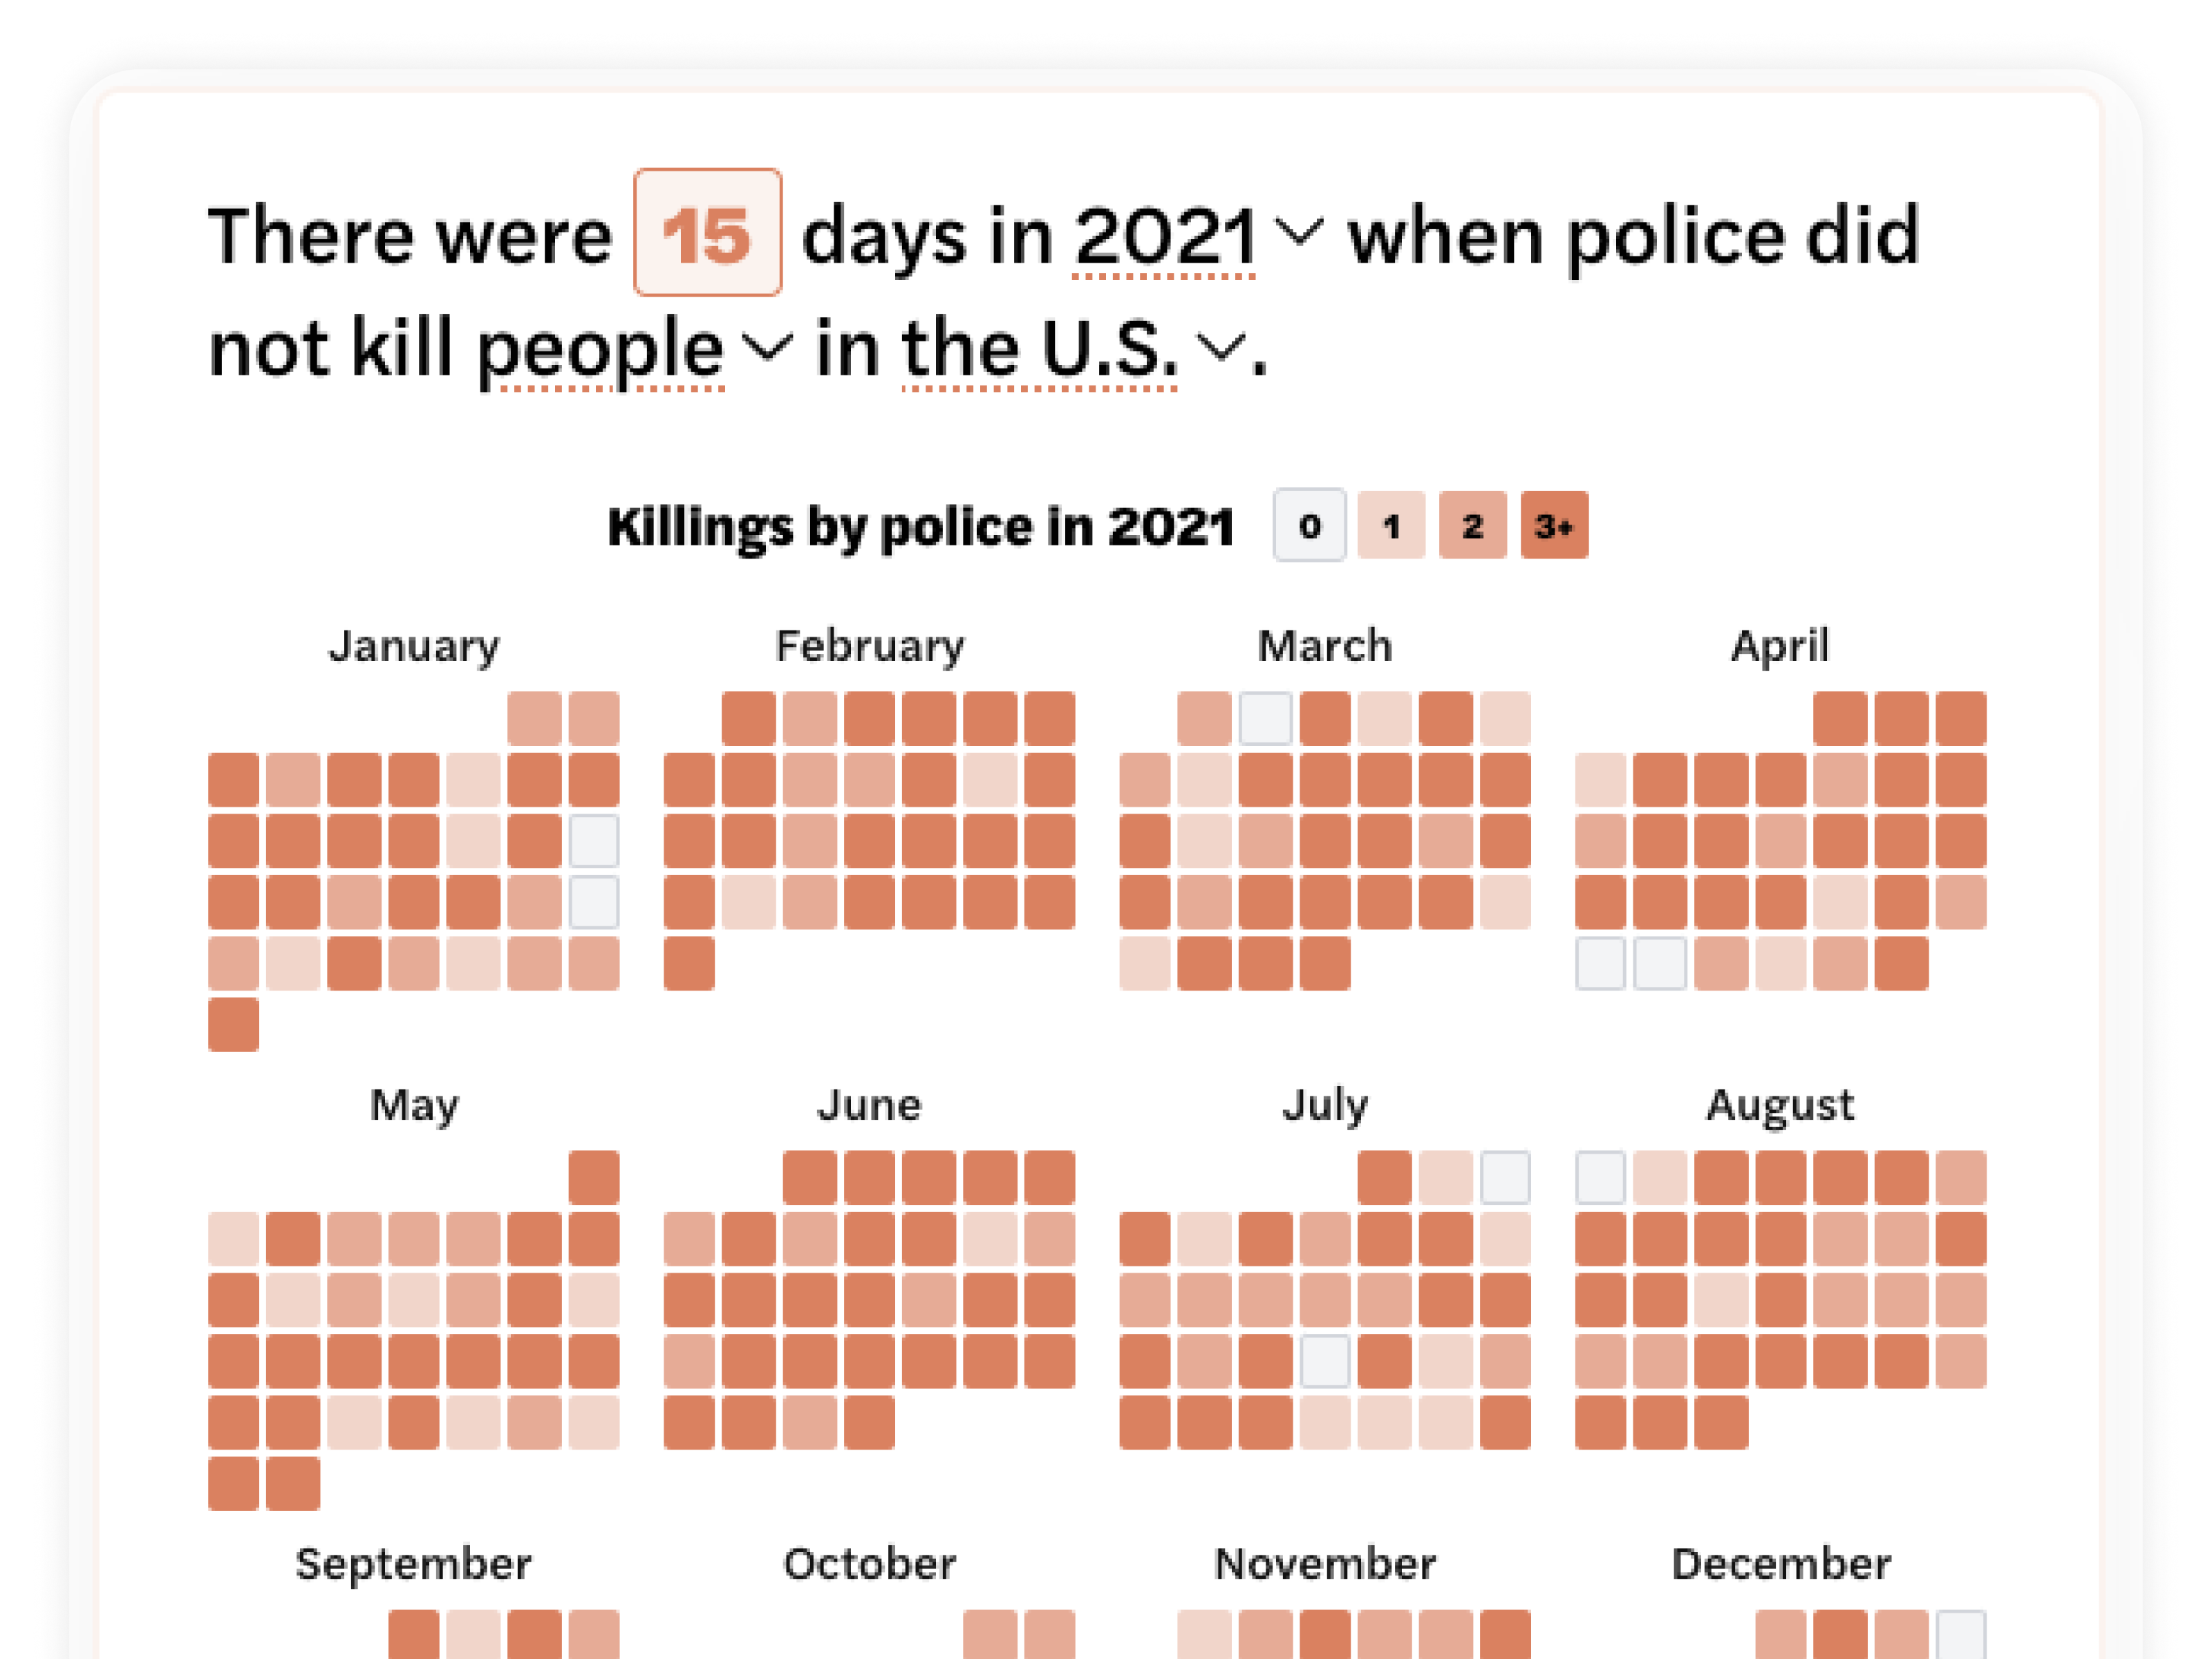 There were 15 days in 2021 when police did
not kill people in the U.S. .
Killings by police in 2021 0 1 2 3+
January February March April
May June July August
September October November December